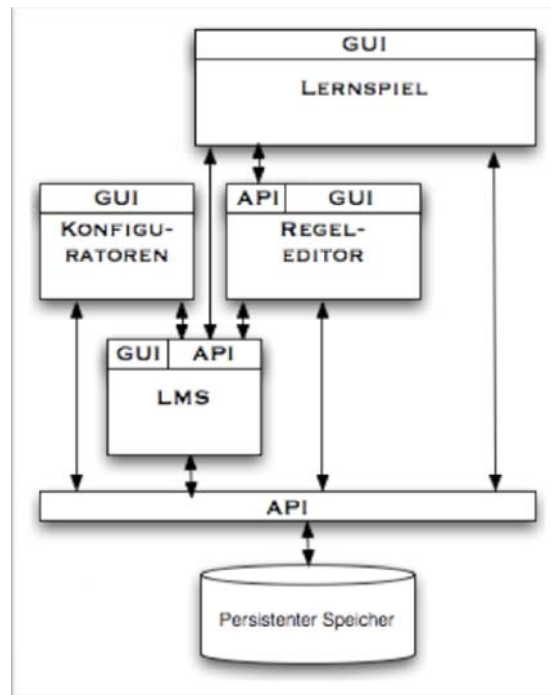 GUI
LERNSPIEL
GUI
KONFIGU-
RATOREN
API GUI
REGEL-
EDITOR
GUI API
LMS
API
Persistenter Speicher